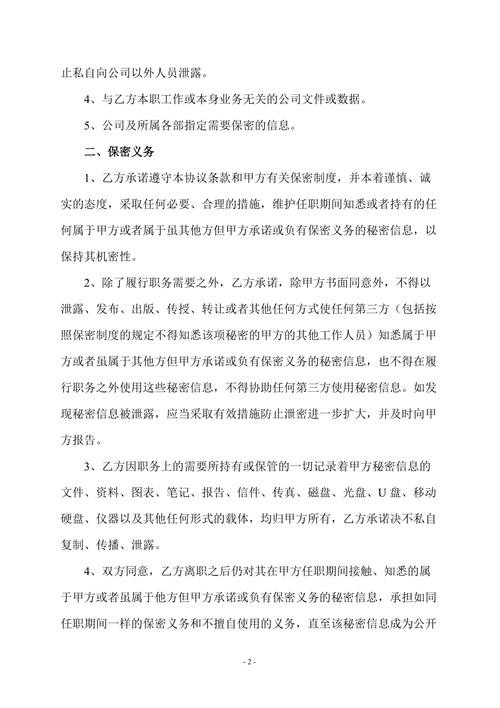 止私自向公司以外人员泄露。
4、与乙方本职工作或本身业务无关的公司文件或数据。
5、公司及所属各部指定需要保密的信息。
二、保密义务
1、乙方承诺遵守本协议条款和甲方有关保密制度，并本着谨慎、诚
实的态度，采取任何必要、合理的措施，维护任职期间知悉或者持有的任
何属于甲方或者属于虽其他方但甲方承诺或负有保密义务的秘密信息，以
保持其机密性。
2、除了履行职务需要之外，乙方承诺，除甲方书面同意外，不得以
泄露、发布、出版、传授、转让或者其他任何方式使任何第三方（包括按
照保密制度的规定不得知悉该项秘密的甲方的其他工作人员）知悉属于甲
方或者虽属于其他方但甲方承诺或负有保密义务的秘密信息，也不得在履
行职务之外使用这些秘密信息，不得协助任何第三方使用秘密信息。如发
现秘密信息被泄露，应当采取有效措施防止泄密进一步扩大，并及时向甲
方报告。
3、乙方因职务上的需要所持有或保管的一切记录着甲方秘密信息的
文件、资料、图表、笔记、报告、信件、传真、磁盘、光盘、U 盘、移动
硬盘、仪器以及其他任何形式的载体，均归甲方所有，乙方承诺决不私自
复制、传播、泄露。
4、双方同意，乙方离职之后仍对其在甲方任职期间接触、知悉的属
于甲方或者虽属于他方但甲方承诺或负有保密义务的秘密信息，承担如同
任职期间一样的保密义务和不擅自使用的义务，直至该秘密信息成为公开
- 2 -